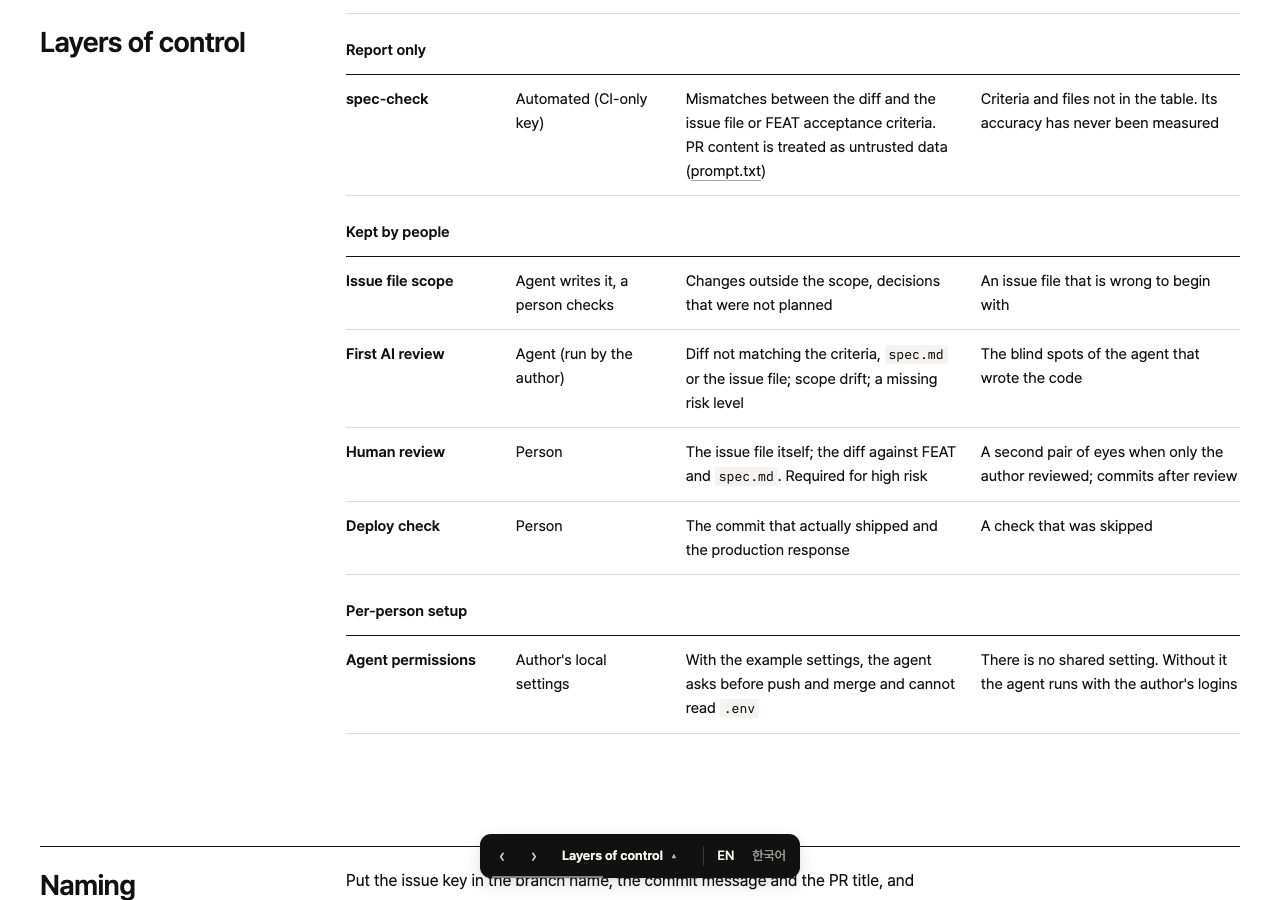 Layers of control
Report only
spec-check
Automated (CI-only
key)
Mismatches between the diff and the
issue file or FEAT acceptance criteria.
PR content is treated as untrusted data
(prompt.txt)
Criteria and files not in the table. Its
accuracy has never been measured
Kept by people
Issue file scope
Agent writes it, a
person checks
Changes outside the scope, decisions
that were not planned
An issue file that is wrong to begin
with
First AI review
Agent (run by the
author)
Diff not matching the criteria, spec.md
or the issue file; scope drift; a missing
risk level
The blind spots of the agent that
wrote the code
Human review
Person
The issue file itself; the diff against FEAT
and spec.md. Required for high risk
A second pair of eyes when only the
author reviewed; commits after review
Deploy check
Person
The commit that actually shipped and
the production response
A check that was skipped
Per-person setup
Agent permissions
Author's local
settings
With the example settings, the agent
asks before push and merge and cannot
read .env
There is no shared setting. Without it
the agent runs with the author's logins
‹ › Layers of control ▲ EN 한국어
Naming
Put the issue key in the branch name, the commit message and the PR title, and